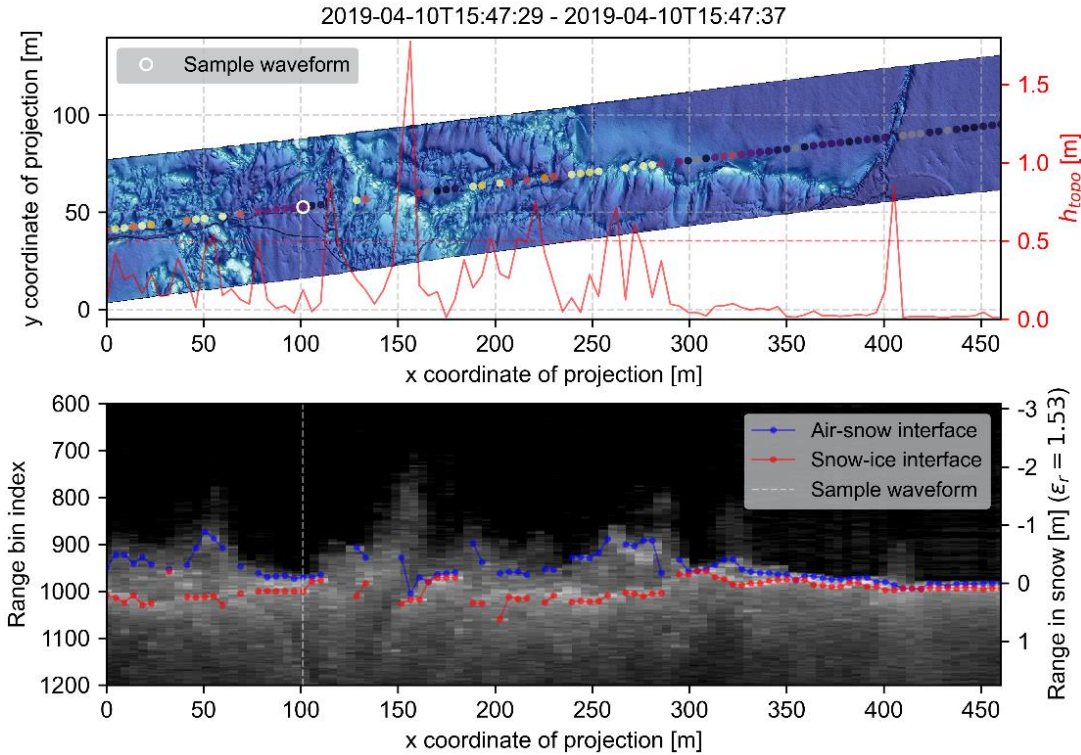 2019-04-10T15:47:29 - 2019-04-10T15:47:37
y coordinate of projection [m]
100
50
0
Sample waveform
1.5
1.0
0.5
0.0
h_topo [m]
0 50 100 150 200 250 300 350 400 450
x coordinate of projection [m]
Range bin index
600
700
800
900
1000
1100
1200
Air-snow interface
Snow-ice interface
Sample waveform
-3
-2
-1
0
1
Range in snow [m] (ε_r = 1.53)
0 50 100 150 200 250 300 350 400 450
x coordinate of projection [m]